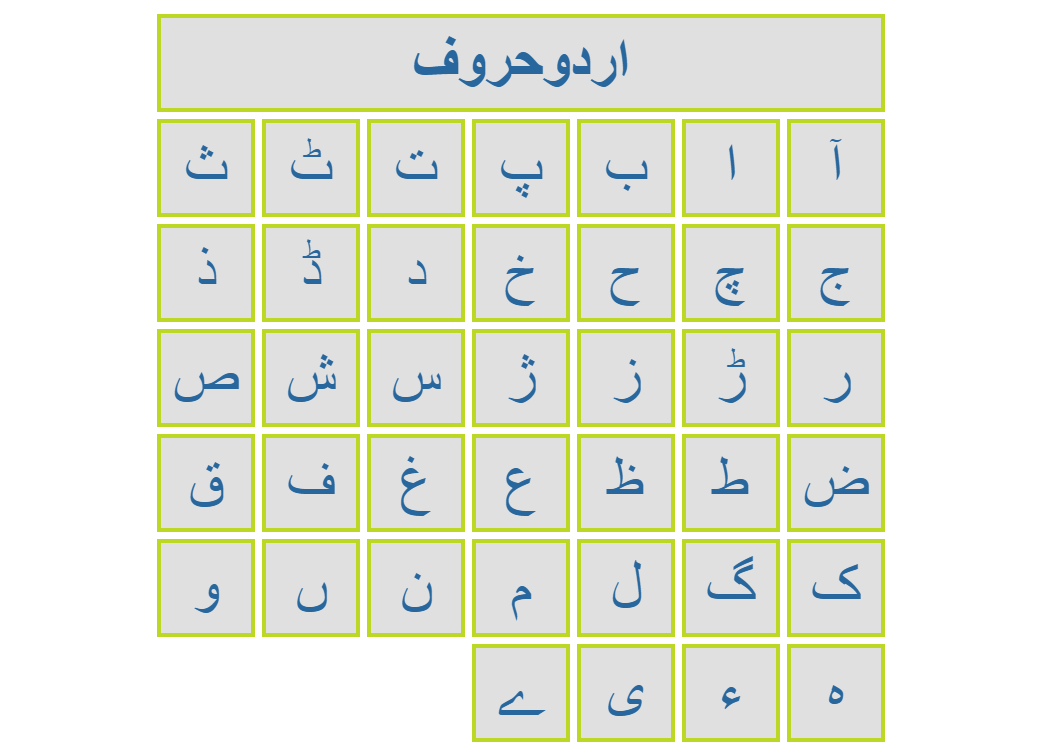 اردوحروف
آ ا ب پ ت ٹ ث
ج چ ح خ د ڈ ذ
ر ڑ ز ژ س ش ص
ض ط ظ ع غ ف ق
ک گ ل م ن ں و
ہ ء ی ے